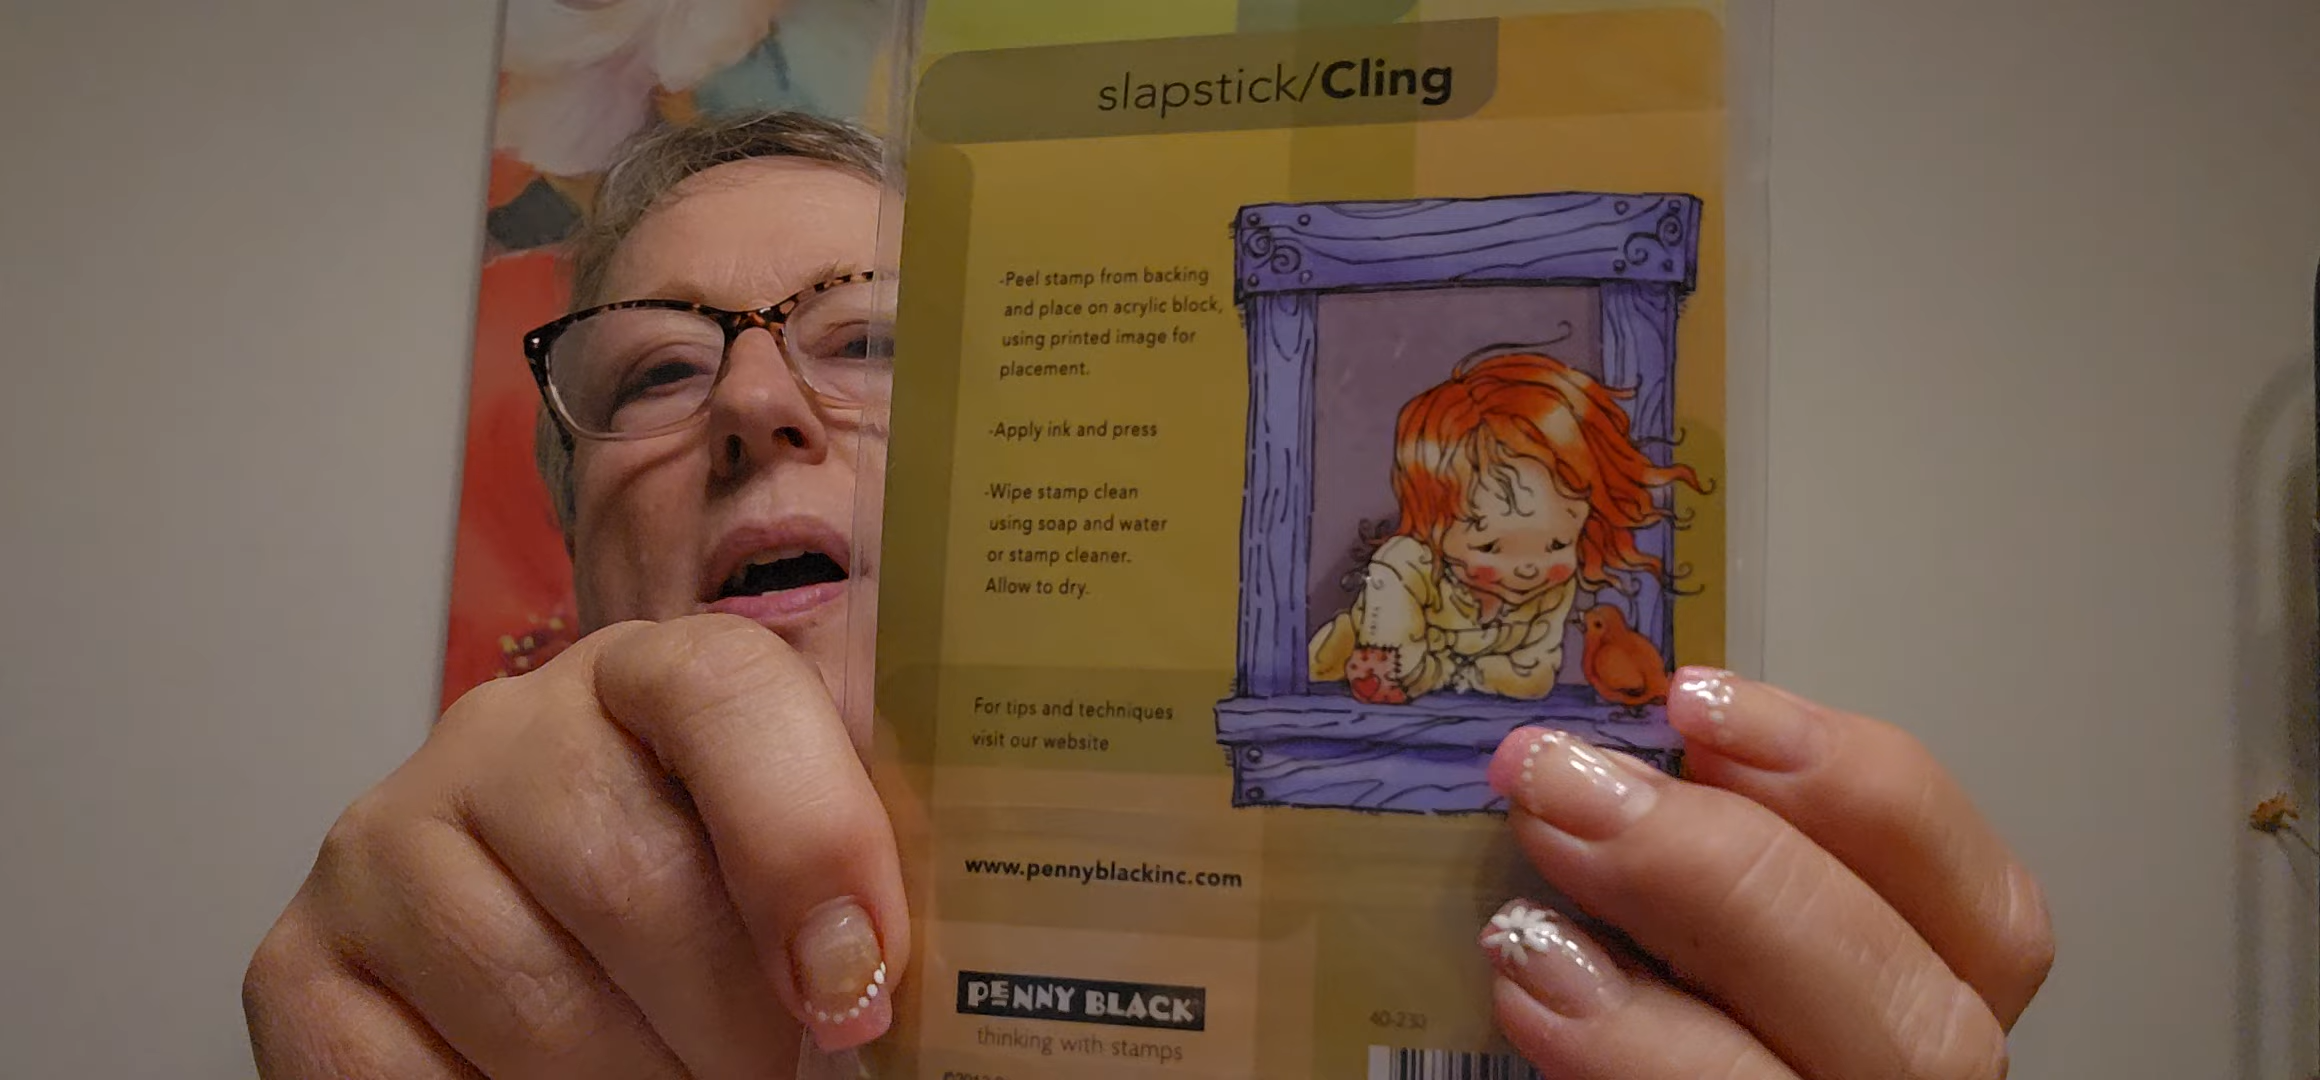 slapstick/Cling
-Peel stamp from backing
and place on acrylic block,
using printed image for
placement.
-Apply ink and press
-Wipe stamp clean
using soap and water
or stamp cleaner.
Allow to dry.
For tips and techniques
visit our website
www.pennyblackinc.com
PENNY BLACK
thinking with stamps
40-230